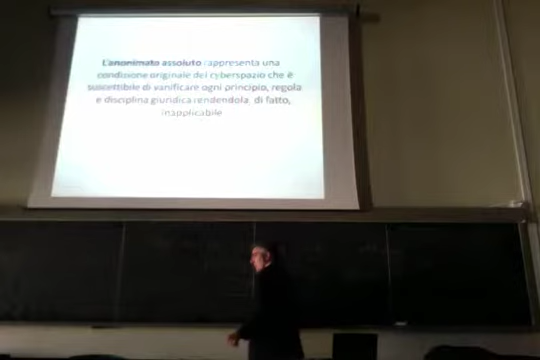 L'anonimato assoluto rappresenta una
condizione originale del cyberspazio che è
suscettibile di vanificare ogni principio, regola
e disciplina giuridica rendendola, di fatto,
inapplicabile